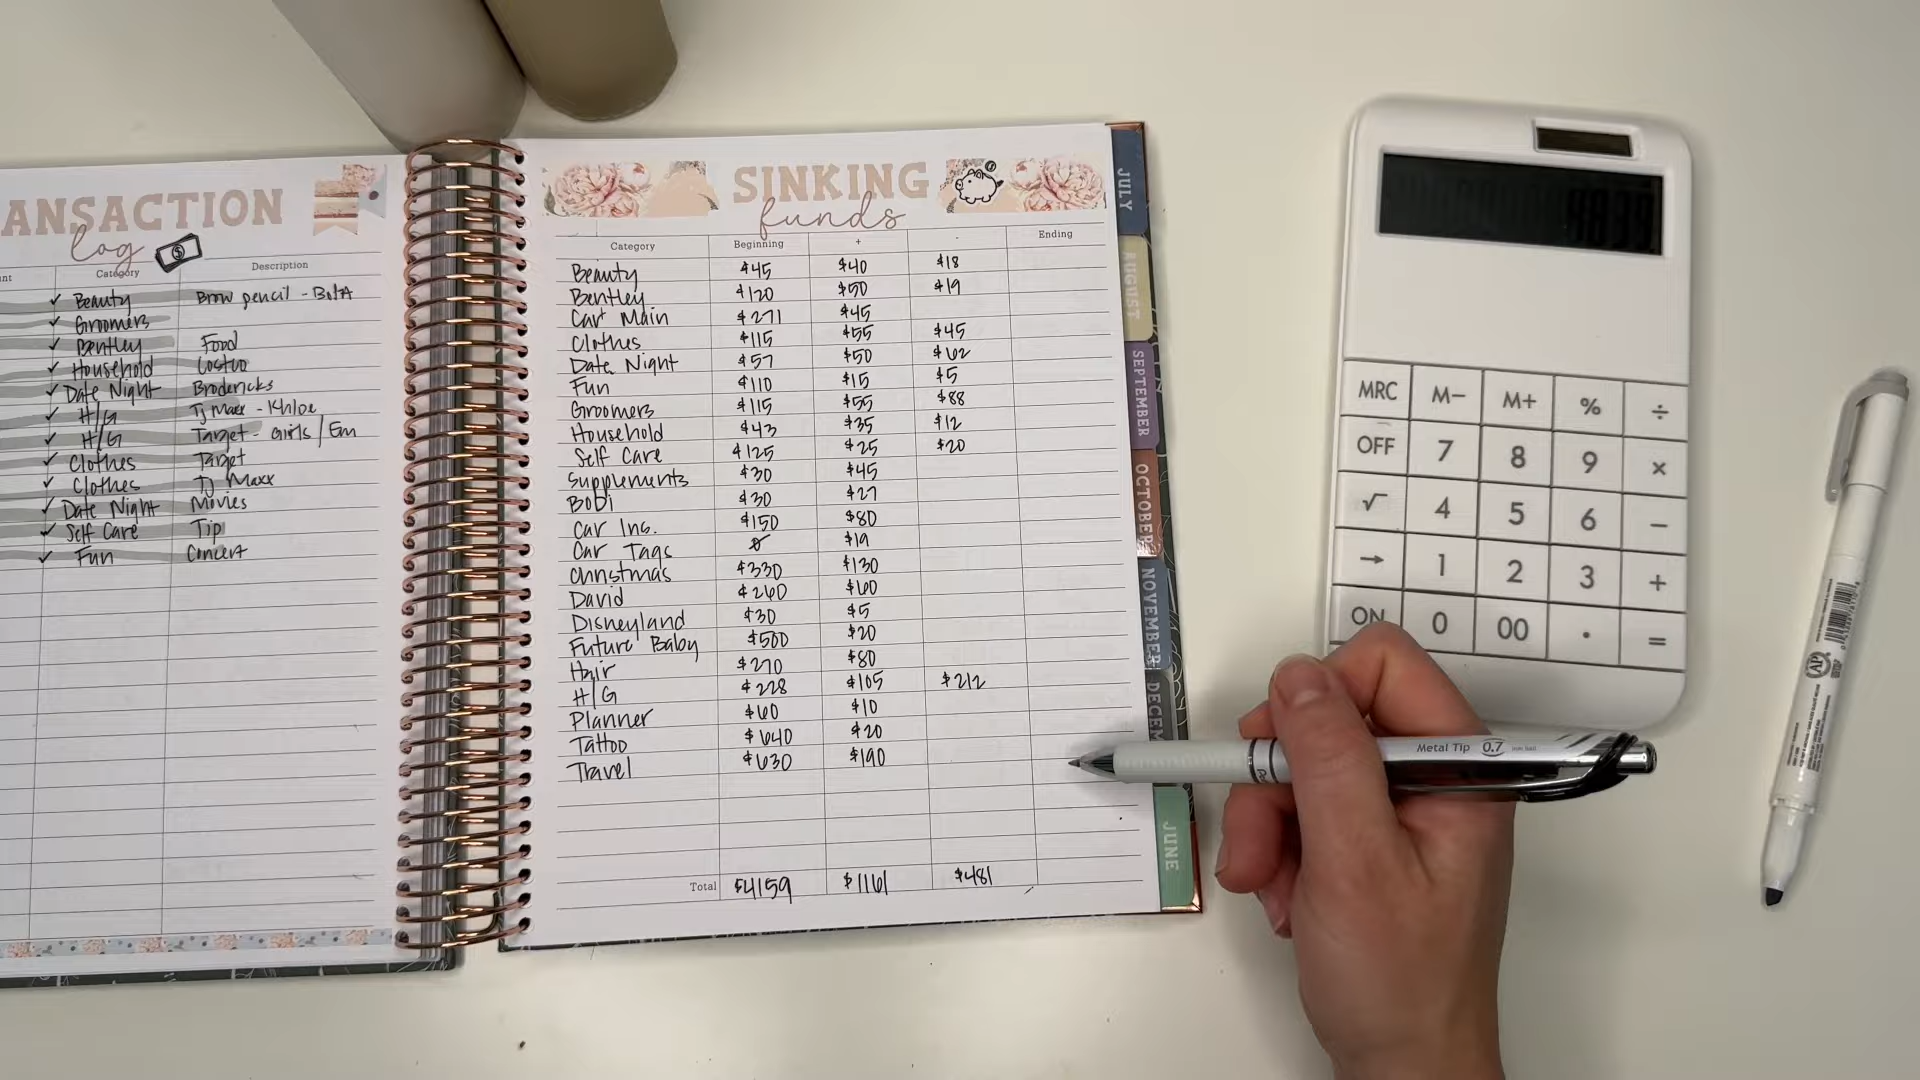 ANSACTION
log
nt Category Description
✓ Beauty Brow pencil -
✓ Groomers
✓ Bentley Food
✓ Household Costco
✓ Date Night Brodericks
✓ H/G Tj Maxx - Khloe
✓ H/G Target - Girls / Em
✓ Clothes Target
✓ Clothes Tj Maxx
✓ Date Night Movies
✓ Self Care Tip
✓ Fun Concert
SINKING
funds
Category Beginning + - Ending
Beauty $45 $40 $18
Bentley $120 $50 $19
Car Main $271 $45
Clothes $115 $55 $45
Date Night $57 $50 $62
Fun $110 $15 $5
Groomers $115 $55 $88
Household $43 $35 $12
Self Care $125 $25 $20
Supplements $30 $45
BoDi $30 $27
Car Ins. $150 $80
Car Tags $19
Christmas $330 $130
David $260 $60
Disneyland $30 $5
Future Baby $500 $20
Hair $270 $80
H/G $228 $105 $212
Planner $60 $10
Tattoo $640 $20
Travel $630 $190
Total $4159 $1161 $481
JULY
AUGUST
SEPTEMBER
OCTOBER
NOVEMBER
DECEM
JUNE
MRC M− M+ % ÷
OFF 7 8 9 ×
√ 4 5 6 −
→ 1 2 3 +
ON 0 00 · =
Metal Tip 0.7
AP